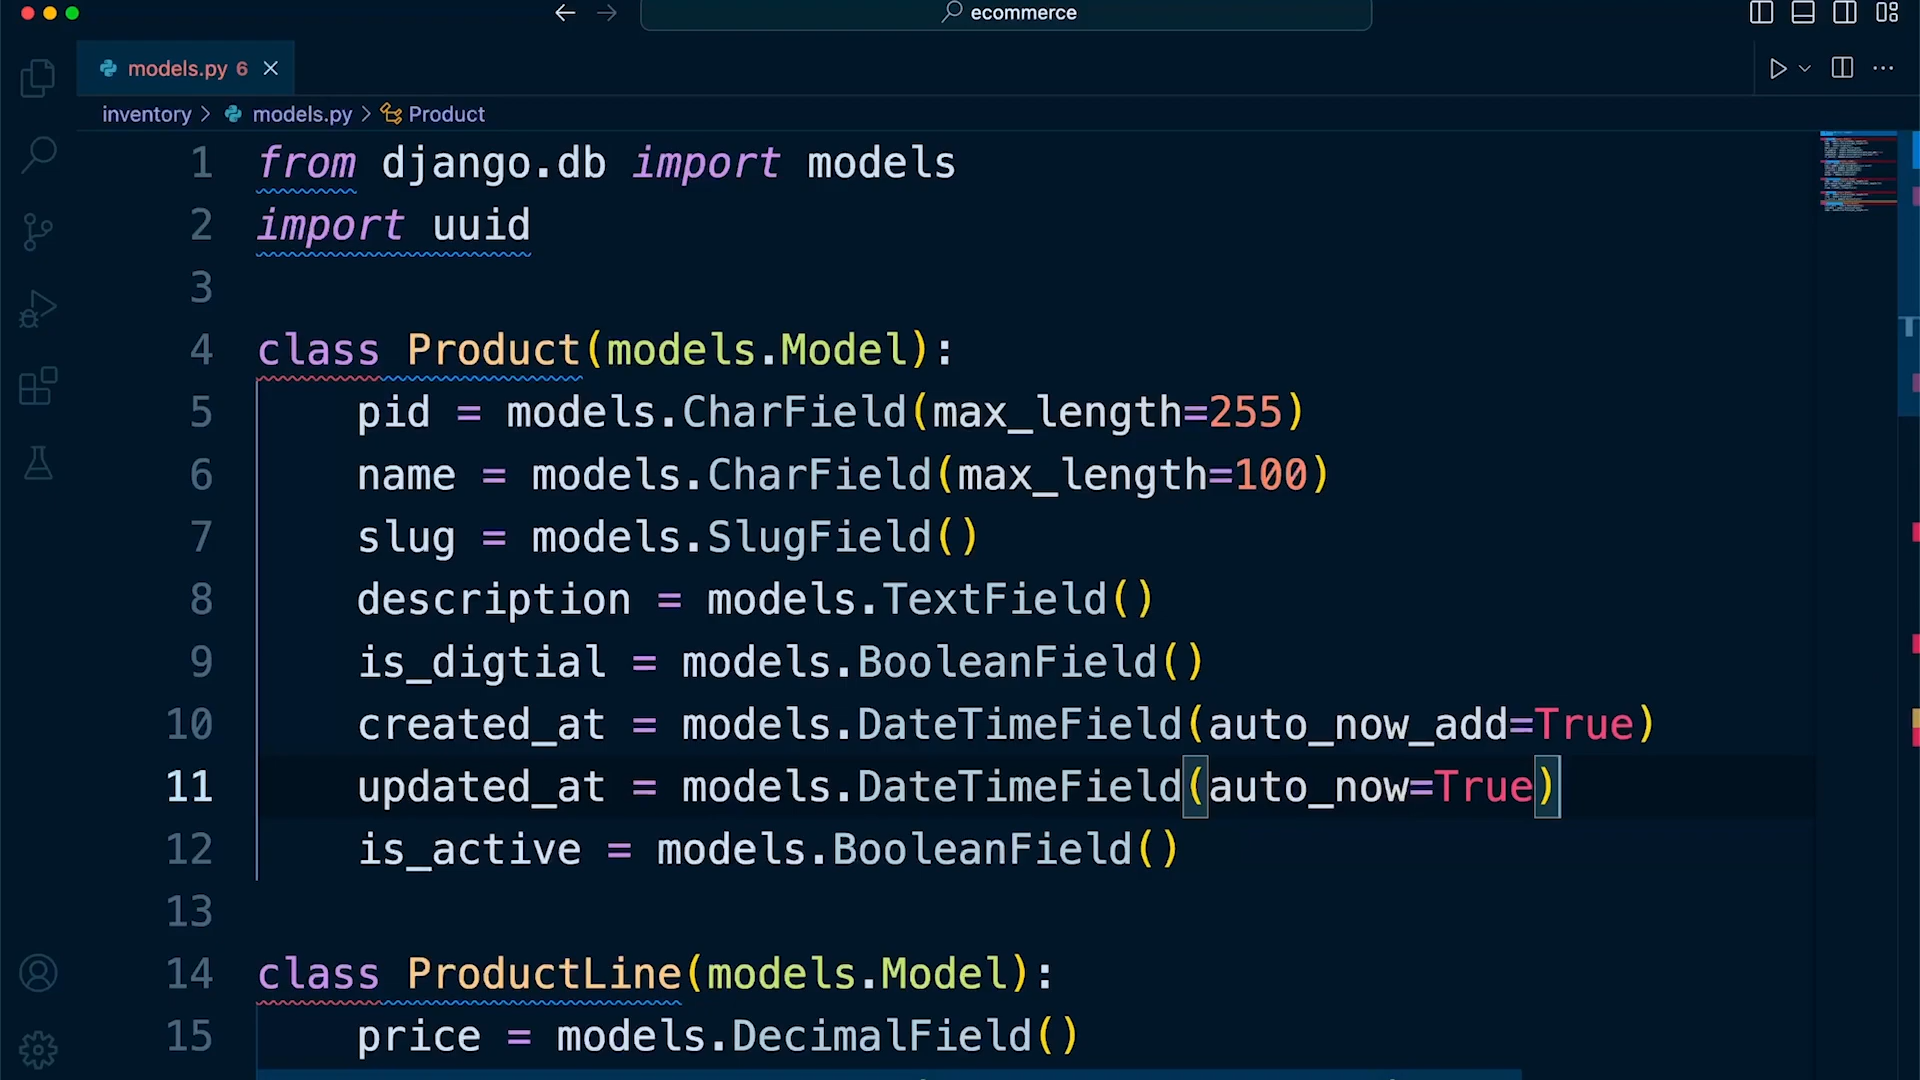 ecommerce
models.py 6
inventory > models.py > Product
1 from django.db import models
2 import uuid
3
4 class Product(models.Model):
5 pid = models.CharField(max_length=255)
6 name = models.CharField(max_length=100)
7 slug = models.SlugField()
8 description = models.TextField()
9 is_digtial = models.BooleanField()
10 created_at = models.DateTimeField(auto_now_add=True)
11 updated_at = models.DateTimeField(auto_now=True)
12 is_active = models.BooleanField()
13
14 class ProductLine(models.Model):
15 price = models.DecimalField()